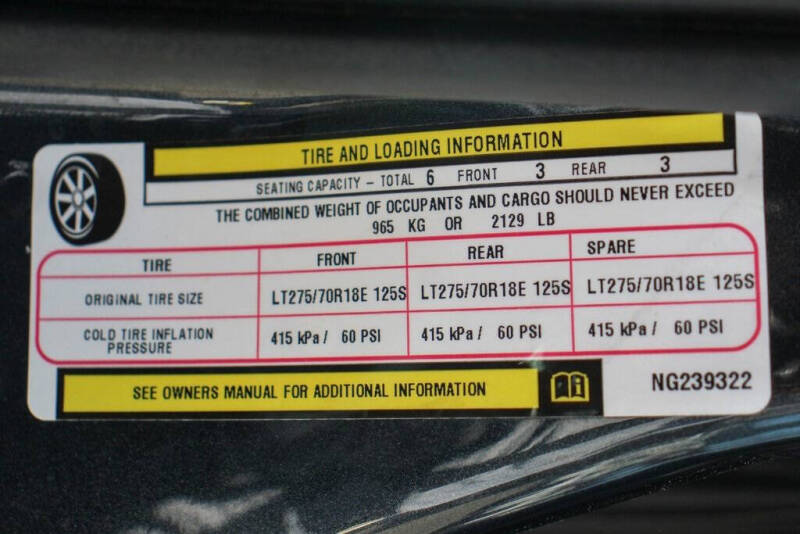 TIRE AND LOADING INFORMATION
SEATING CAPACITY – TOTAL 6 FRONT 3 REAR 3
THE COMBINED WEIGHT OF OCCUPANTS AND CARGO SHOULD NEVER EXCEED
965 KG OR 2129 LB
TIRE FRONT REAR SPARE
ORIGINAL TIRE SIZE LT275/70R18E 125S LT275/70R18E 125S LT275/70R18E 125S
COLD TIRE INFLATION PRESSURE 415 kPa / 60 PSI 415 kPa / 60 PSI 415 kPa / 60 PSI
SEE OWNERS MANUAL FOR ADDITIONAL INFORMATION
NG239322